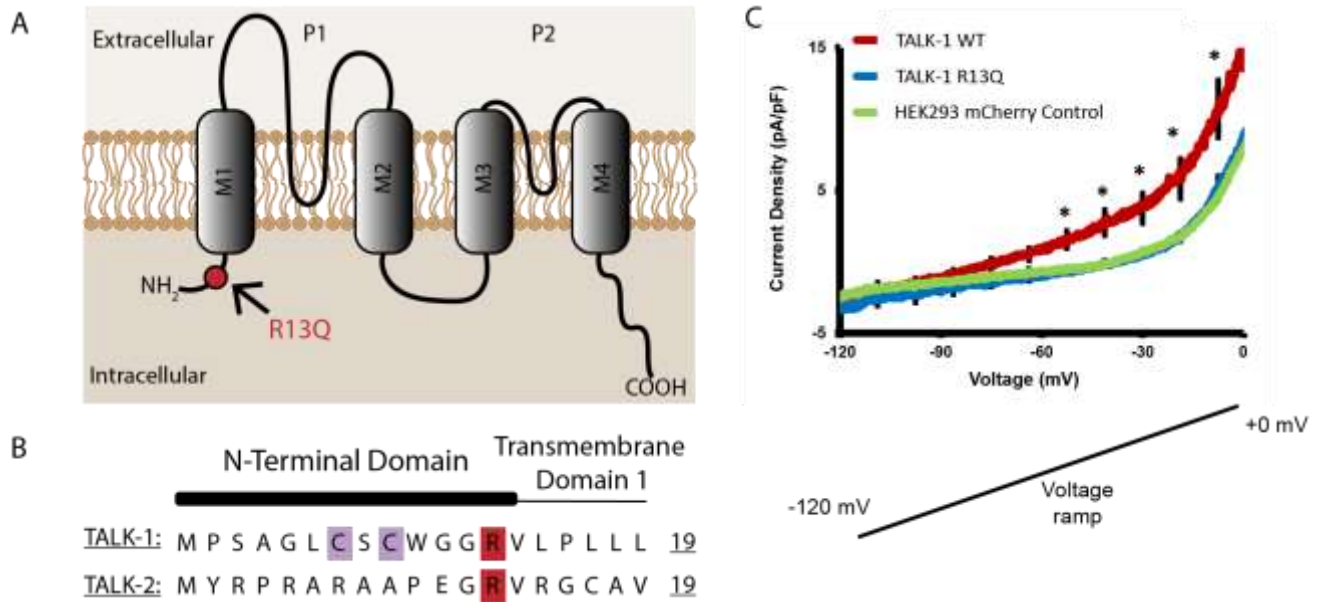 A
Extracellular
P1
P2
M1
M2
M3
M4
NH2
R13Q
Intracellular
COOH
B
N-Terminal Domain
Transmembrane
Domain 1
TALK-1: M P S A G L C S C W G G R V L P L L L 19
TALK-2: M Y R P R A R A A P E G R V R G C A V 19
C
TALK-1 WT
TALK-1 R13Q
HEK293 mCherry Control
* * * * * *
Current Density (pA/pF)
15
5
-5
-120 -90 -60 -30 0
Voltage (mV)
+0 mV
-120 mV
Voltage
ramp